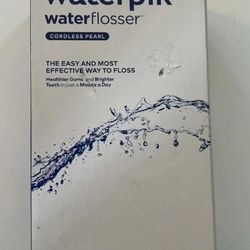 waterpik
waterflosser
CORDLESS PEARL
THE EASY AND MOST
EFFECTIVE WAY TO FLOSS
Healthier Gums and Brighter
Teeth in just a Minute a Day